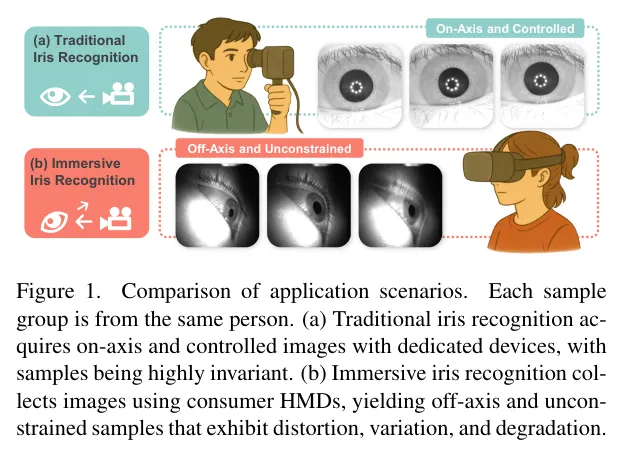 (a) Traditional
Iris Recognition
On-Axis and Controlled
(b) Immersive
Iris Recognition
Off-Axis and Unconstrained
Figure 1. Comparison of application scenarios. Each sample
group is from the same person. (a) Traditional iris recognition ac-
quires on-axis and controlled images with dedicated devices, with
samples being highly invariant. (b) Immersive iris recognition col-
lects images using consumer HMDs, yielding off-axis and uncon-
strained samples that exhibit distortion, variation, and degradation.